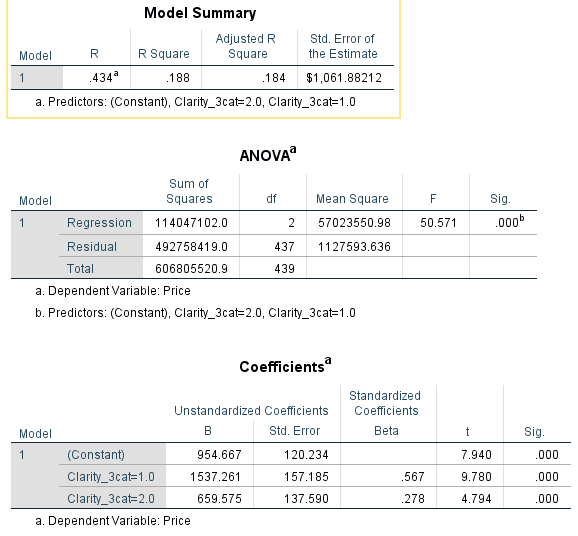 Model Summary
Model R R Square Adjusted R Square Std. Error of the Estimate
1 .434a .188 .184 $1,061.88212
a. Predictors: (Constant), Clarity_3cat=2.0, Clarity_3cat=1.0
ANOVAa
Model Sum of Squares df Mean Square F Sig.
1 Regression 114047102.0 2 57023550.98 50.571 .000b
Residual 492758419.0 437 1127593.636
Total 606805520.9 439
a. Dependent Variable: Price
b. Predictors: (Constant), Clarity_3cat=2.0, Clarity_3cat=1.0
Coefficientsa
Unstandardized Coefficients Standardized Coefficients
Model B Std. Error Beta t Sig.
1 (Constant) 954.667 120.234 7.940 .000
Clarity_3cat=1.0 1537.261 157.185 .567 9.780 .000
Clarity_3cat=2.0 659.575 137.590 .278 4.794 .000
a. Dependent Variable: Price